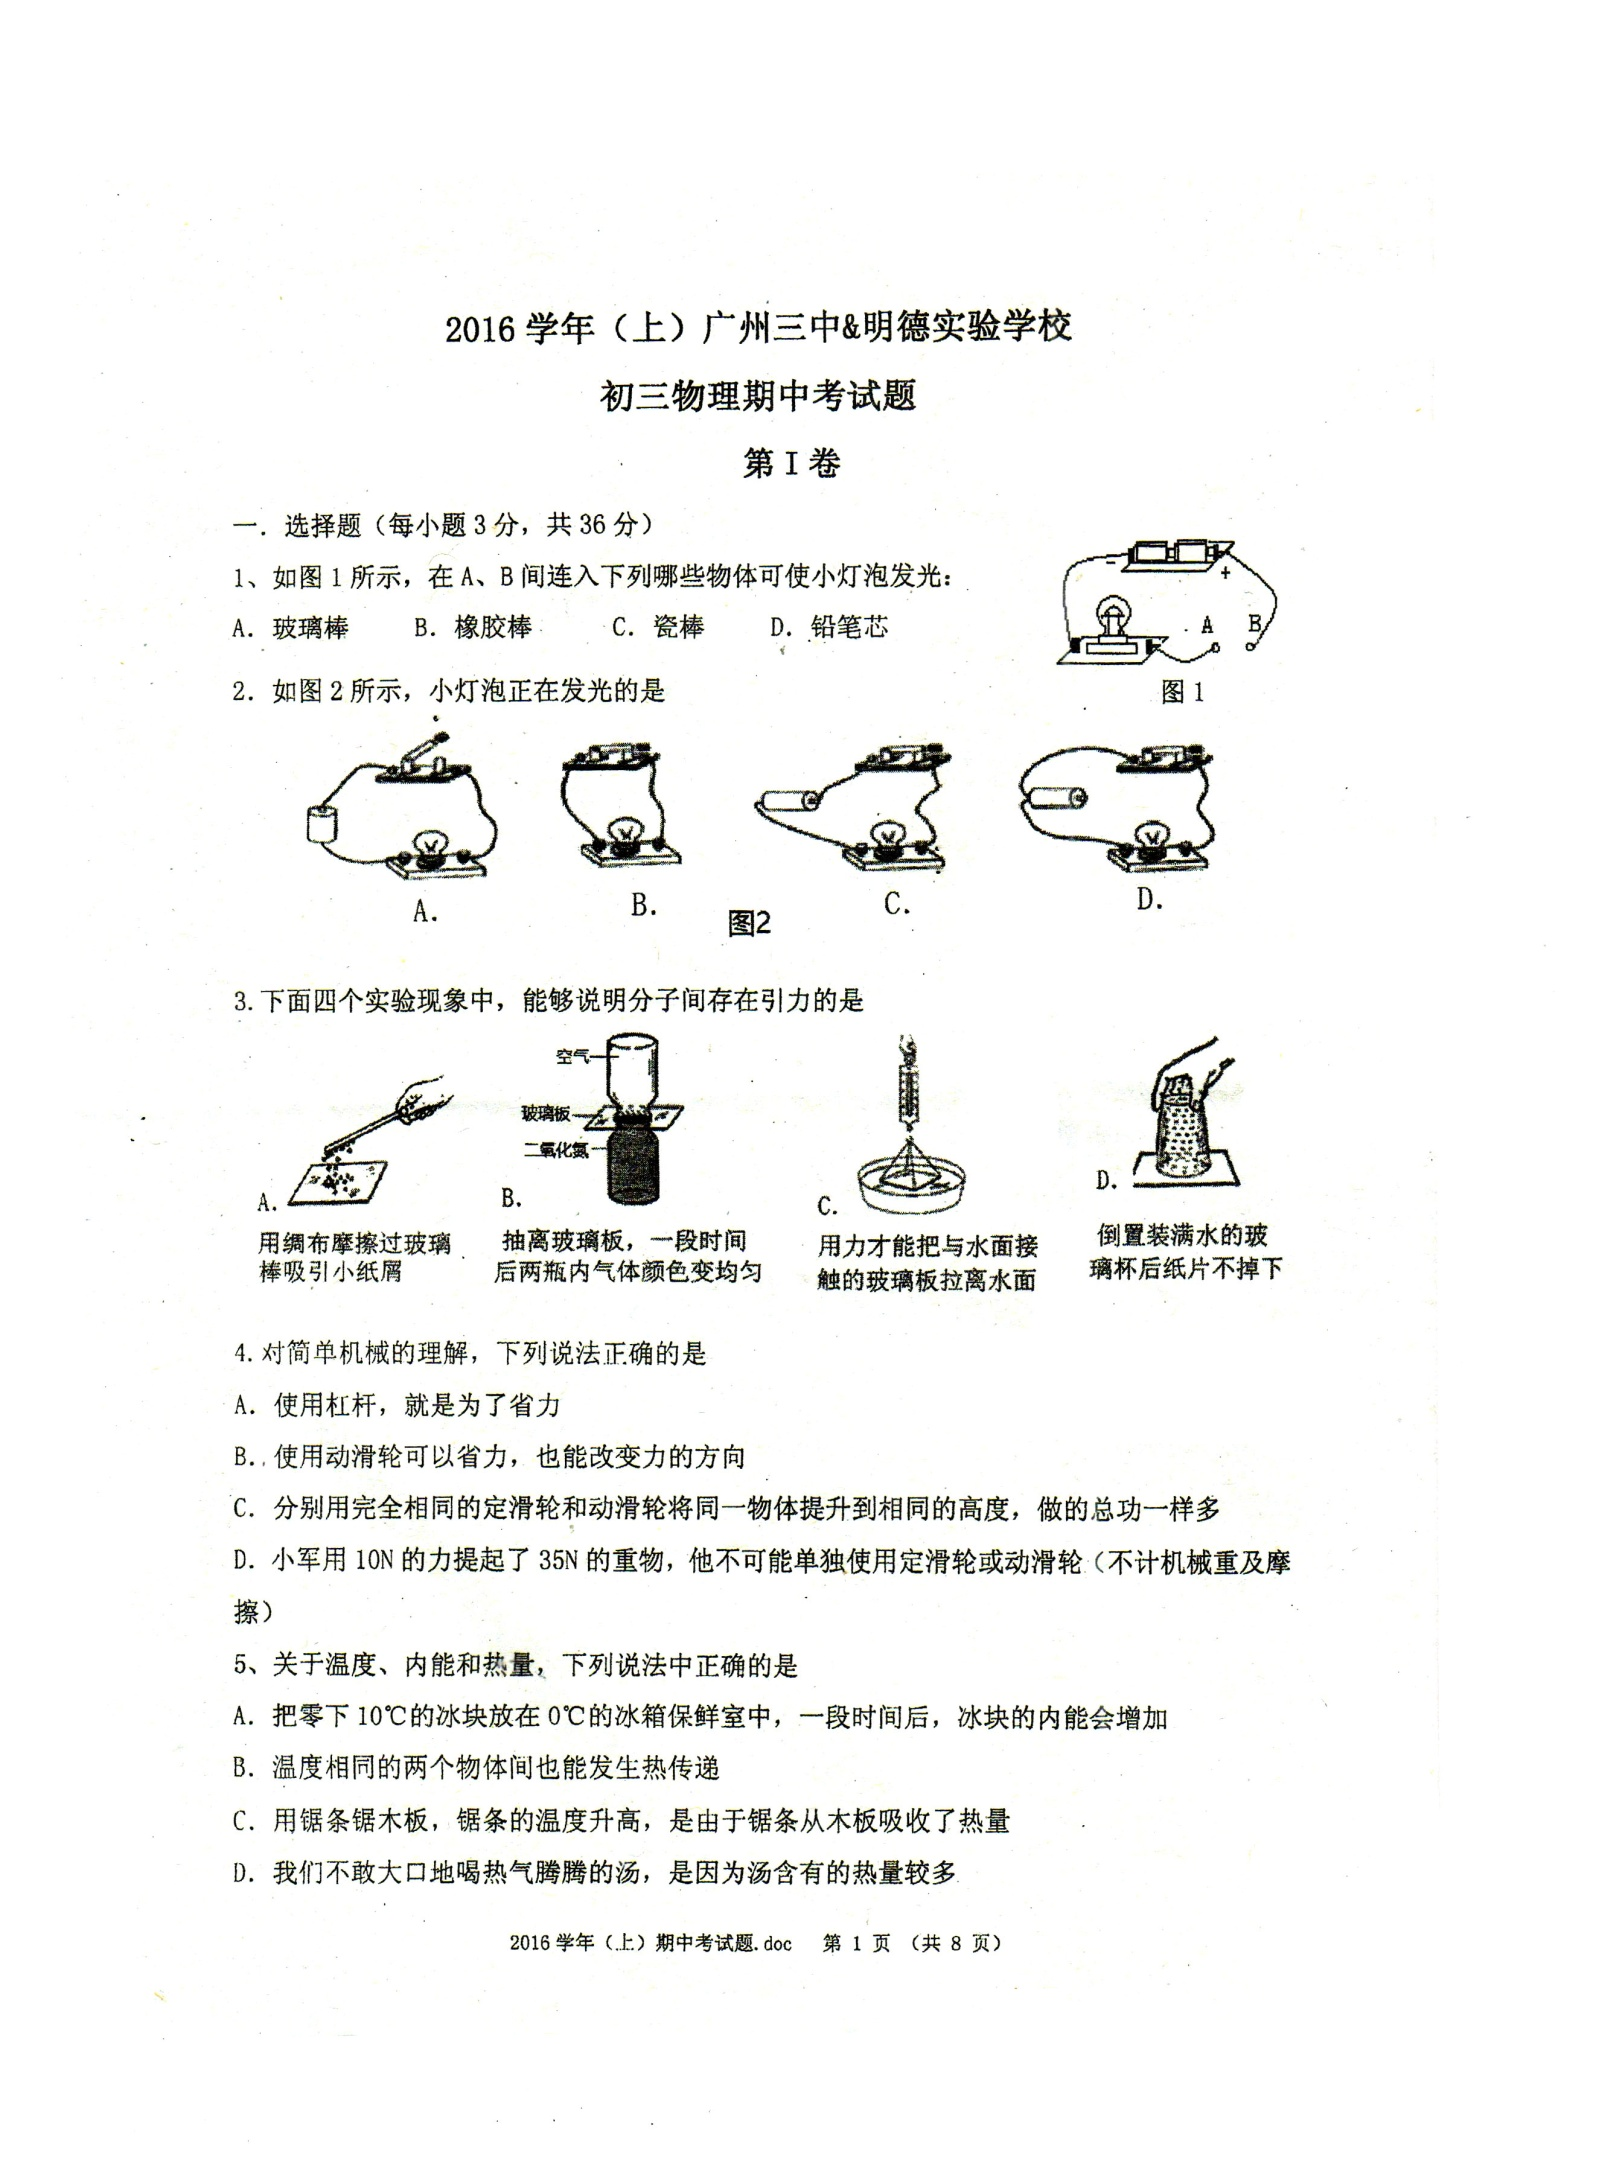 2016 学年（上）广州三中&明德实验学校
初三物理期中考试题
第 I 卷
一．选择题（每小题 3 分，共 36 分）
1、如图 1 所示，在 A、B 间连入下列哪些物体可使小灯泡发光：
A．玻璃棒 B．橡胶棒 C．瓷棒 D．铅笔芯
- +
A B
图 1
2．如图 2 所示，小灯泡正在发光的是
A. B. C. D.
图2
3.下面四个实验现象中，能够说明分子间存在引力的是
空气
玻璃板
二氧化氮
A. B. C. D.
用绸布摩擦过玻璃
棒吸引小纸屑
抽离玻璃板，一段时间
后两瓶内气体颜色变均匀
用力才能把与水面接
触的玻璃板拉离水面
倒置装满水的玻
璃杯后纸片不掉下
4.对简单机械的理解，下列说法正确的是
A．使用杠杆，就是为了省力
B．使用动滑轮可以省力，也能改变力的方向
C．分别用完全相同的定滑轮和动滑轮将同一物体提升到相同的高度，做的总功一样多
D．小军用 10N 的力提起了 35N 的重物，他不可能单独使用定滑轮或动滑轮（不计机械重及摩
擦）
5、关于温度、内能和热量，下列说法中正确的是
A．把零下 10℃的冰块放在 0℃的冰箱保鲜室中，一段时间后，冰块的内能会增加
B．温度相同的两个物体间也能发生热传递
C．用锯条锯木板，锯条的温度升高，是由于锯条从木板吸收了热量
D．我们不敢大口地喝热气腾腾的汤，是因为汤含有的热量较多
2016 学年（上）期中考试题.doc 第 1 页 （共 8 页）